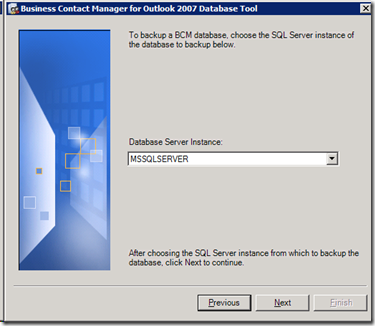 Business Contact Manager for Outlook 2007 Database Tool
To backup a BCM database, choose the SQL Server instance of
the database to backup below.
Database Server Instance:
MSSQLSERVER
After choosing the SQL Server instance from which to backup the
database, click Next to continue.
Previous Next Finish